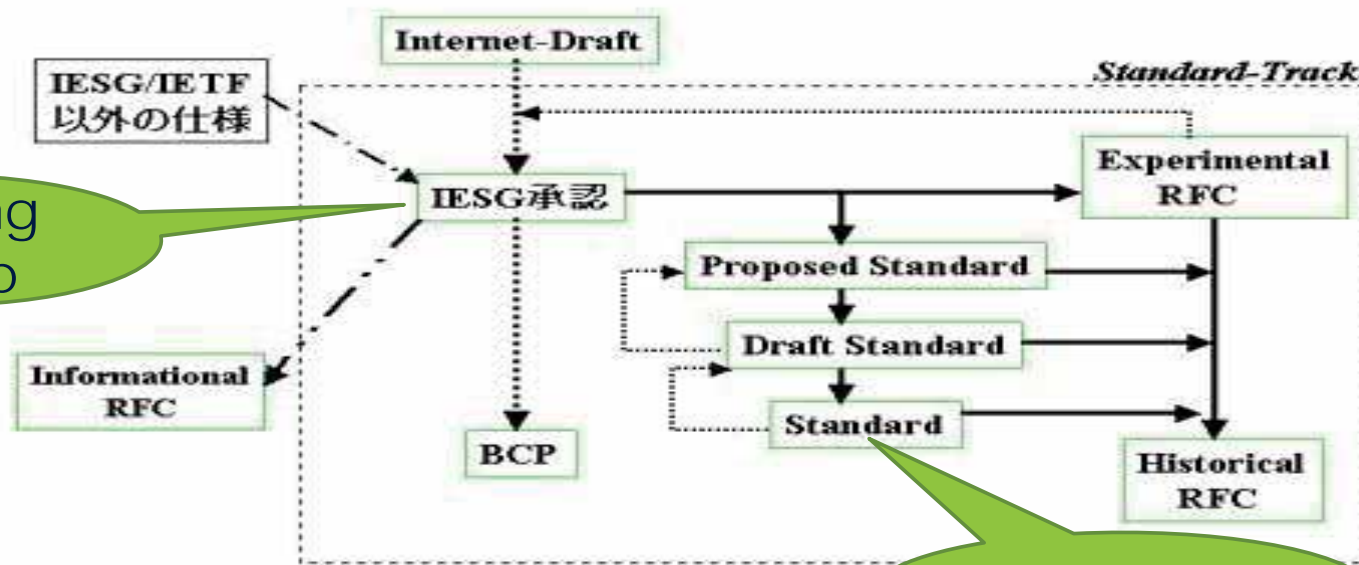 Internet-Draft
IESG/IETF
以外の仕様
Standard-Track
Experimental
RFC
IESG承認
Proposed Standard
Draft Standard
Informational
RFC
Standard
BCP
Historical
RFC